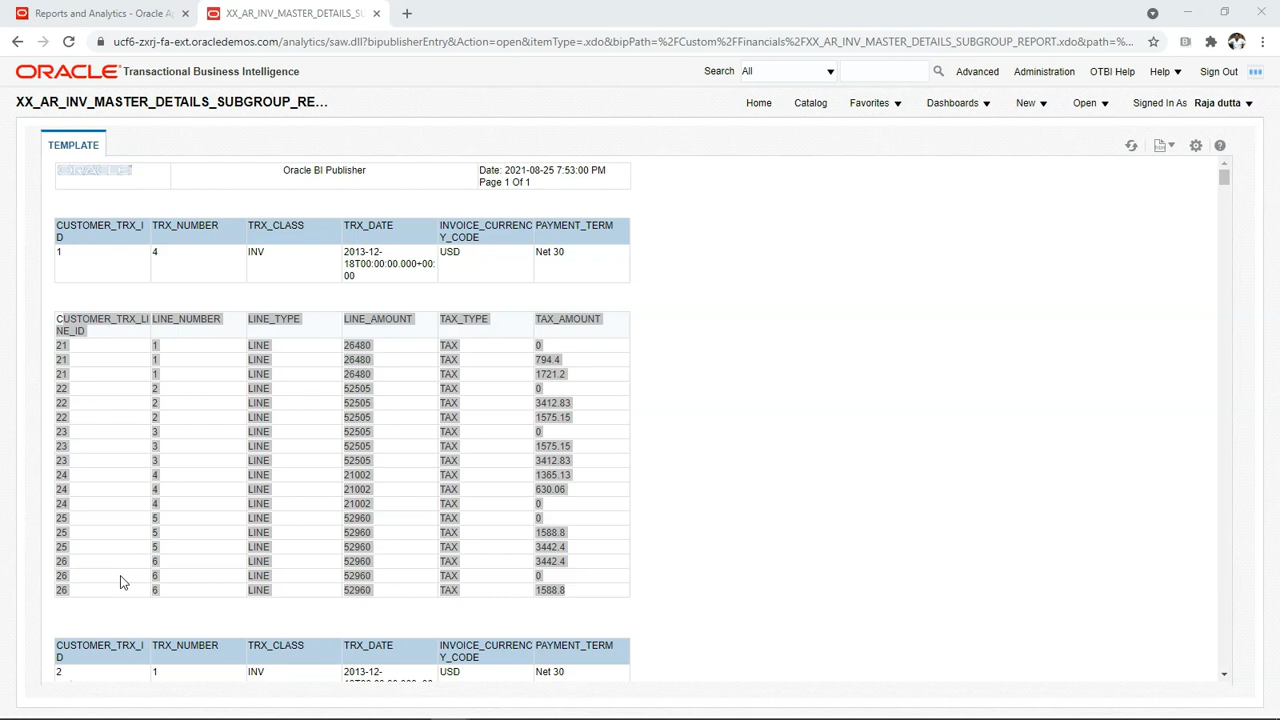 Reports and Analytics - Oracle Ap
XX_AR_INV_MASTER_DETAILS_SU
ucf6-zxrj-fa-ext.oracledemos.com/analytics/saw.dll?bipublisherEntry&Action=open&itemType=.xdo&bipPath=%2FCustom%2FFinancials%2FXX_AR_INV_MASTER_DETAILS_SUBGROUP_REPORT.xdo&path=%...
ORACLE Transactional Business Intelligence Search All Advanced Administration OTBI Help Help Sign Out
XX_AR_INV_MASTER_DETAILS_SUBGROUP_RE... Home Catalog Favorites Dashboards New Open Signed In As Raja dutta
TEMPLATE
ORACLE Oracle BI Publisher Date: 2021-08-25 7:53:00 PM
Page 1 Of 1
CUSTOMER_TRX_I TRX_NUMBER TRX_CLASS TRX_DATE INVOICE_CURRENC PAYMENT_TERM
D Y_CODE
1 4 INV 2013-12- USD Net 30
18T00:00:00.000+00:
00
CUSTOMER_TRX_LI LINE_NUMBER LINE_TYPE LINE_AMOUNT TAX_TYPE TAX_AMOUNT
NE_ID
21 1 LINE 26480 TAX 0
21 1 LINE 26480 TAX 794.4
21 1 LINE 26480 TAX 1721.2
22 2 LINE 52505 TAX 0
22 2 LINE 52505 TAX 3412.83
22 2 LINE 52505 TAX 1575.15
23 3 LINE 52505 TAX 0
23 3 LINE 52505 TAX 1575.15
23 3 LINE 52505 TAX 3412.83
24 4 LINE 21002 TAX 1365.13
24 4 LINE 21002 TAX 630.06
24 4 LINE 21002 TAX 0
25 5 LINE 52960 TAX 0
25 5 LINE 52960 TAX 1588.8
25 5 LINE 52960 TAX 3442.4
26 6 LINE 52960 TAX 3442.4
26 6 LINE 52960 TAX 0
26 6 LINE 52960 TAX 1588.8
CUSTOMER_TRX_I TRX_NUMBER TRX_CLASS TRX_DATE INVOICE_CURRENC PAYMENT_TERM
D Y_CODE
2 1 INV 2013-12- USD Net 30